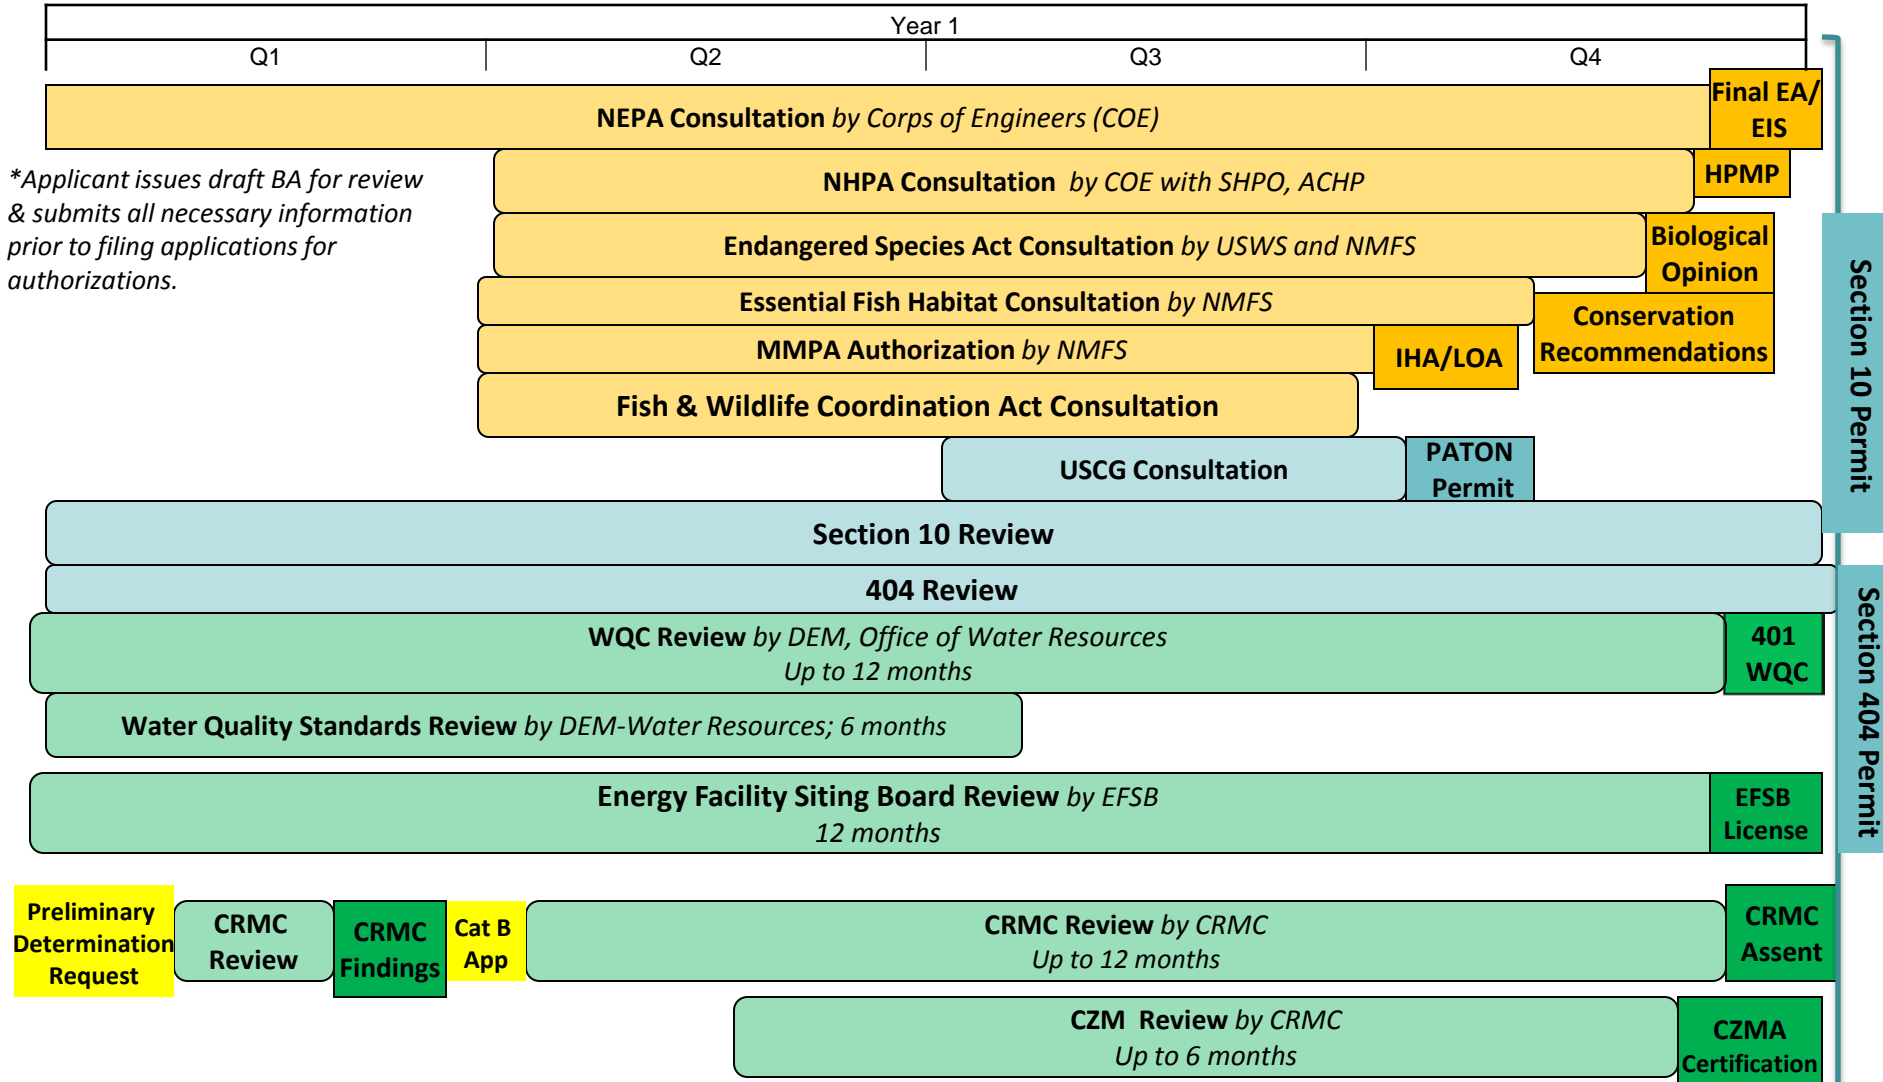 Year 1
Q1
Q2
Q3
Q4
NEPA Consultation by Corps of Engineers (COE)
Final EA/
EIS
*Applicant issues draft BA for review
& submits all necessary information
prior to filing applications for
authorizations.
NHPA Consultation by COE with SHPO, ACHP
HPMP
Endangered Species Act Consultation by USWS and NMFS
Biological
Opinion
Essential Fish Habitat Consultation by NMFS
Conservation
Recommendations
MMPA Authorization by NMFS
IHA/LOA
Fish & Wildlife Coordination Act Consultation
USCG Consultation
PATON
Permit
Section 10 Review
Section 10 Permit
404 Review
WQC Review by DEM, Office of Water Resources
Up to 12 months
401
WQC
Water Quality Standards Review by DEM-Water Resources; 6 months
Section 404 Permit
Energy Facility Siting Board Review by EFSB
12 months
EFSB
License
Preliminary
Determination
Request
CRMC
Review
CRMC
Findings
Cat B
App
CRMC Review by CRMC
Up to 12 months
CRMC
Assent
CZM Review by CRMC
Up to 6 months
CZMA
Certification